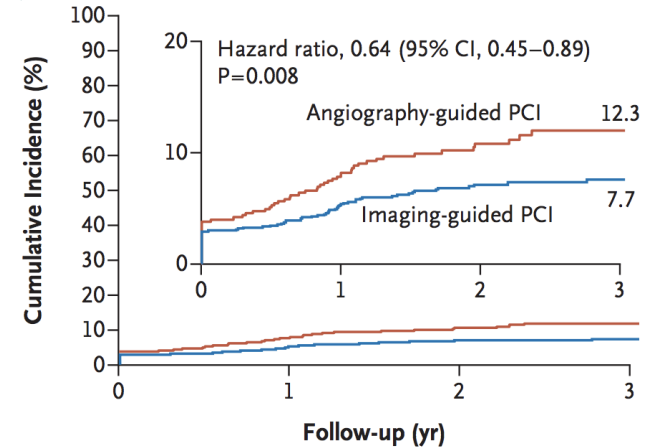 100
90
80
70
60
50
40
30
20
10
0
Cumulative Incidence (%)
20
10
0
Hazard ratio, 0.64 (95% CI, 0.45–0.89)
P=0.008
Angiography-guided PCI
12.3
Imaging-guided PCI
7.7
0 1 2 3
0 1 2 3
Follow-up (yr)